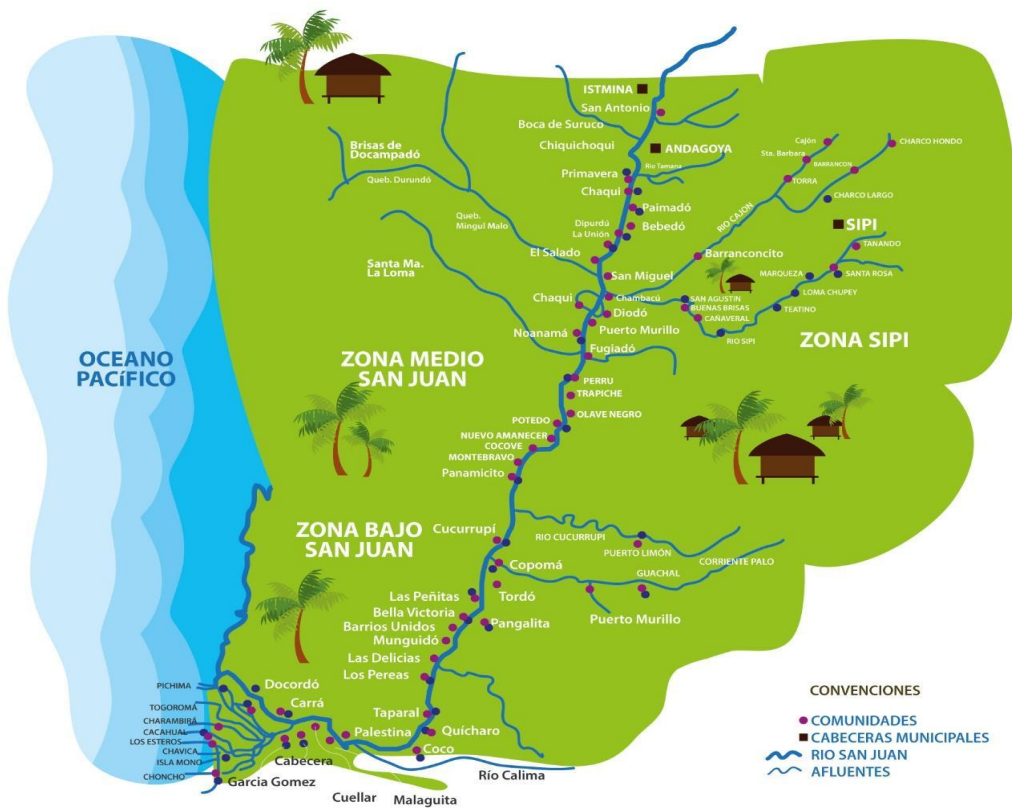 ISTMINA
San Antonio
Boca de Suruco
Chiquichoqui
ANDAGOYA
Rio Tamana
Brisas de
Docampadó
Queb. Durundó
Primavera
Chaqui
Paimadó
Queb.
Mingul Malo
Dipurdú
La Unión
Bebedó
El Salado
Santa Ma.
La Loma
San Miguel
Chaqui
Chambacú
Diodó
Puerto Murillo
Noanamá
Fugiadó
Cajón
Sto. Barbara
BARRANCON
CHARCO HONDO
TORRA
CHARCO LARGO
RIO CAJON
SIPI
TANANDO
Barranconcito
MARQUEZA
SANTA ROSA
LOMA CHUPEY
SAN AGUSTIN
BUENAS BRISAS
CAÑAVERAL
TEATINO
RIO SIPI
ZONA SIPI
OCEANO
PACíFICO
ZONA MEDIO
SAN JUAN
PERRU
TRAPICHE
OLAVE NEGRO
POTEDO
NUEVO AMANECER
COCOVE
MONTEBRAVO
Panamicito
ZONA BAJO
SAN JUAN
Cucurrupí
RIO CUCURRUPI
PUERTO LIMÓN
CORRIENTE PALO
Copomá
GUACHAL
Tordó
Puerto Murillo
Las Peñitas
Bella Victoria
Barrios Unidos
Pangalita
Munguidó
Las Delicias
Los Pereas
PICHIMA
Docordó
TOGOROMA
Carrá
CHARAMBIRÁ
CACAHUAL
LOS ESTEROS
CHAVICA
ISLA MONO
CHONCHO
Taparal
Palestina
Quícharo
Coco
Cabecera
Garcia Gomez
Cuellar
Malaguita
Río Calima
CONVENCIONES
COMUNIDADES
CABECERAS MUNICIPALES
RIO SAN JUAN
AFLUENTES